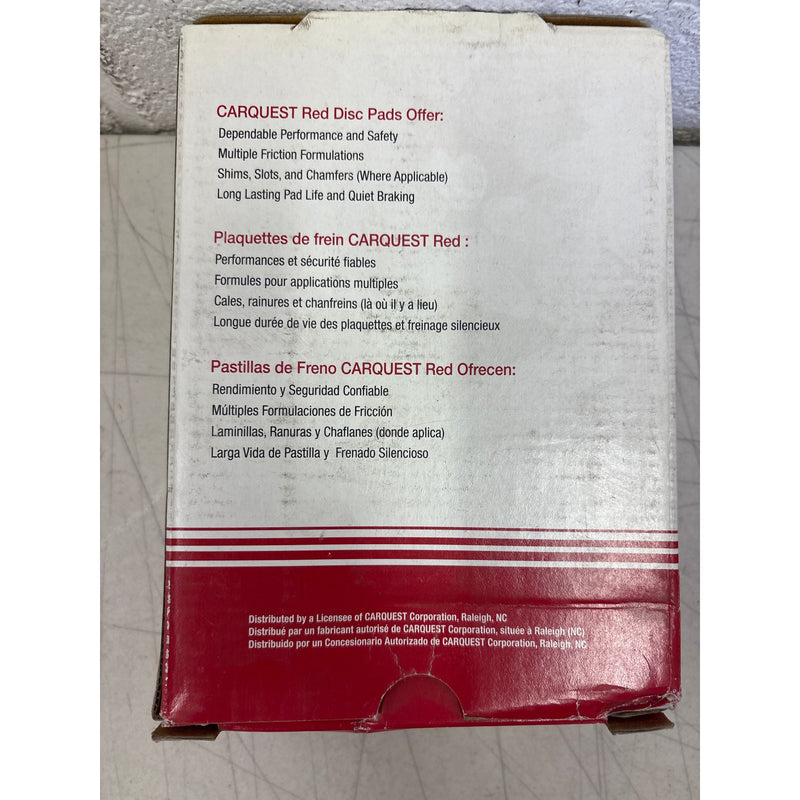 CARQUEST Red Disc Pads Offer:
Dependable Performance and Safety
Multiple Friction Formulations
Shims, Slots, and Chamfers (Where Applicable)
Long Lasting Pad Life and Quiet Braking
Plaquettes de frein CARQUEST Red :
Performances et sécurité fiables
Formules pour applications multiples
Cales, rainures et chanfreins (là où il y a lieu)
Longue durée de vie des plaquettes et freinage silencieux
Pastillas de Freno CARQUEST Red Ofrecen:
Rendimiento y Seguridad Confiable
Múltiples Formulaciones de Fricción
Laminillas, Ranuras y Chaflanes (donde aplica)
Larga Vida de Pastilla y Frenado Silencioso
Distributed by a Licensee of CARQUEST Corporation, Raleigh, NC
Distribué par un fabricant autorisé de CARQUEST Corporation, située à Raleigh (NC)
Distribuido por un Concesionario Autorizado de CARQUEST Corporation, Raleigh, NC